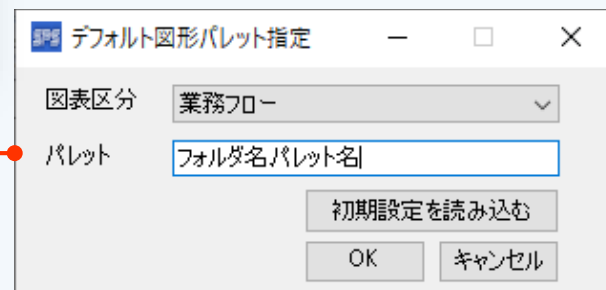 SPS デフォルト図形パレット指定
図表区分 業務フロー
パレット フォルダ名,パレット名
初期設定を読み込む
OK キャンセル